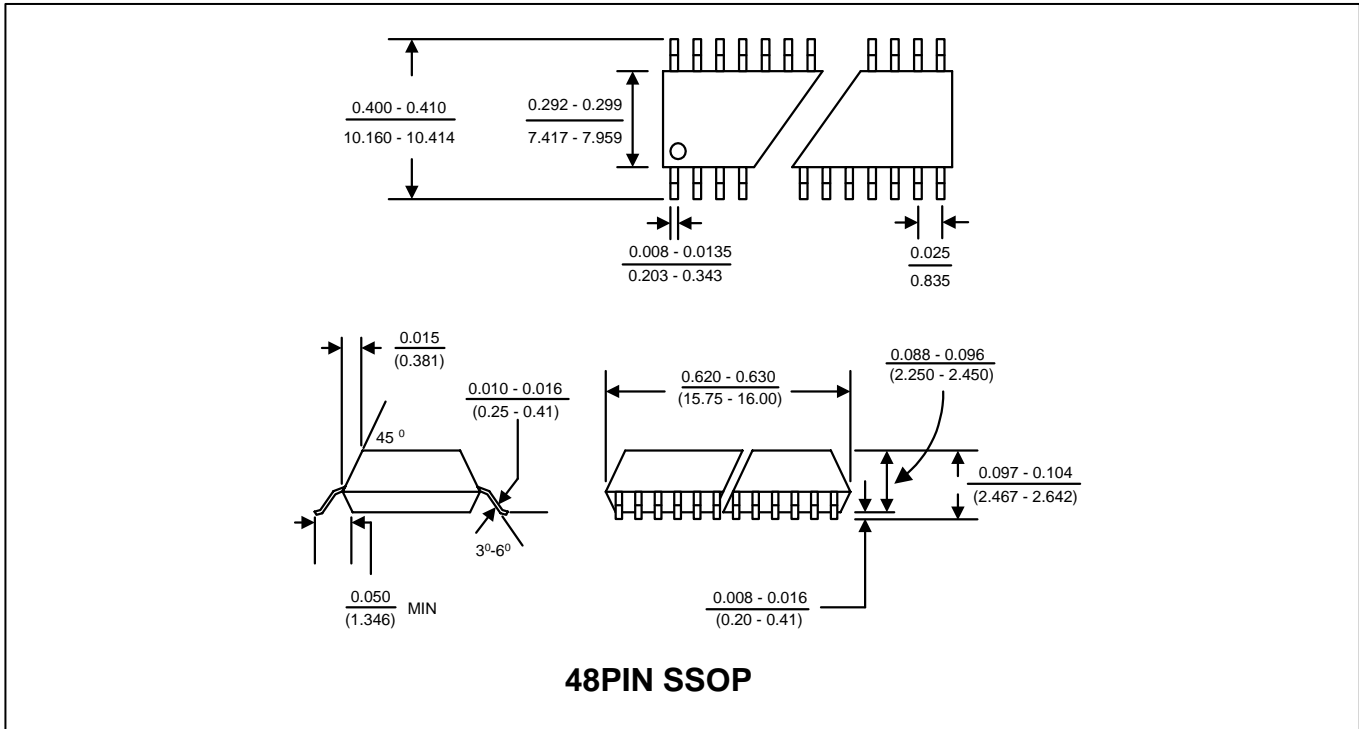 0.400 - 0.410
10.160 - 10.414
0.292 - 0.299
7.417 - 7.959
0.008 - 0.0135
0.203 - 0.343
0.025
0.835
0.015
(0.381)
0.010 - 0.016
(0.25 - 0.41)
45 ⁰
3⁰-6⁰
0.050
(1.346)
MIN
0.620 - 0.630
(15.75 - 16.00)
0.088 - 0.096
(2.250 - 2.450)
0.097 - 0.104
(2.467 - 2.642)
0.008 - 0.016
(0.20 - 0.41)
48PIN SSOP